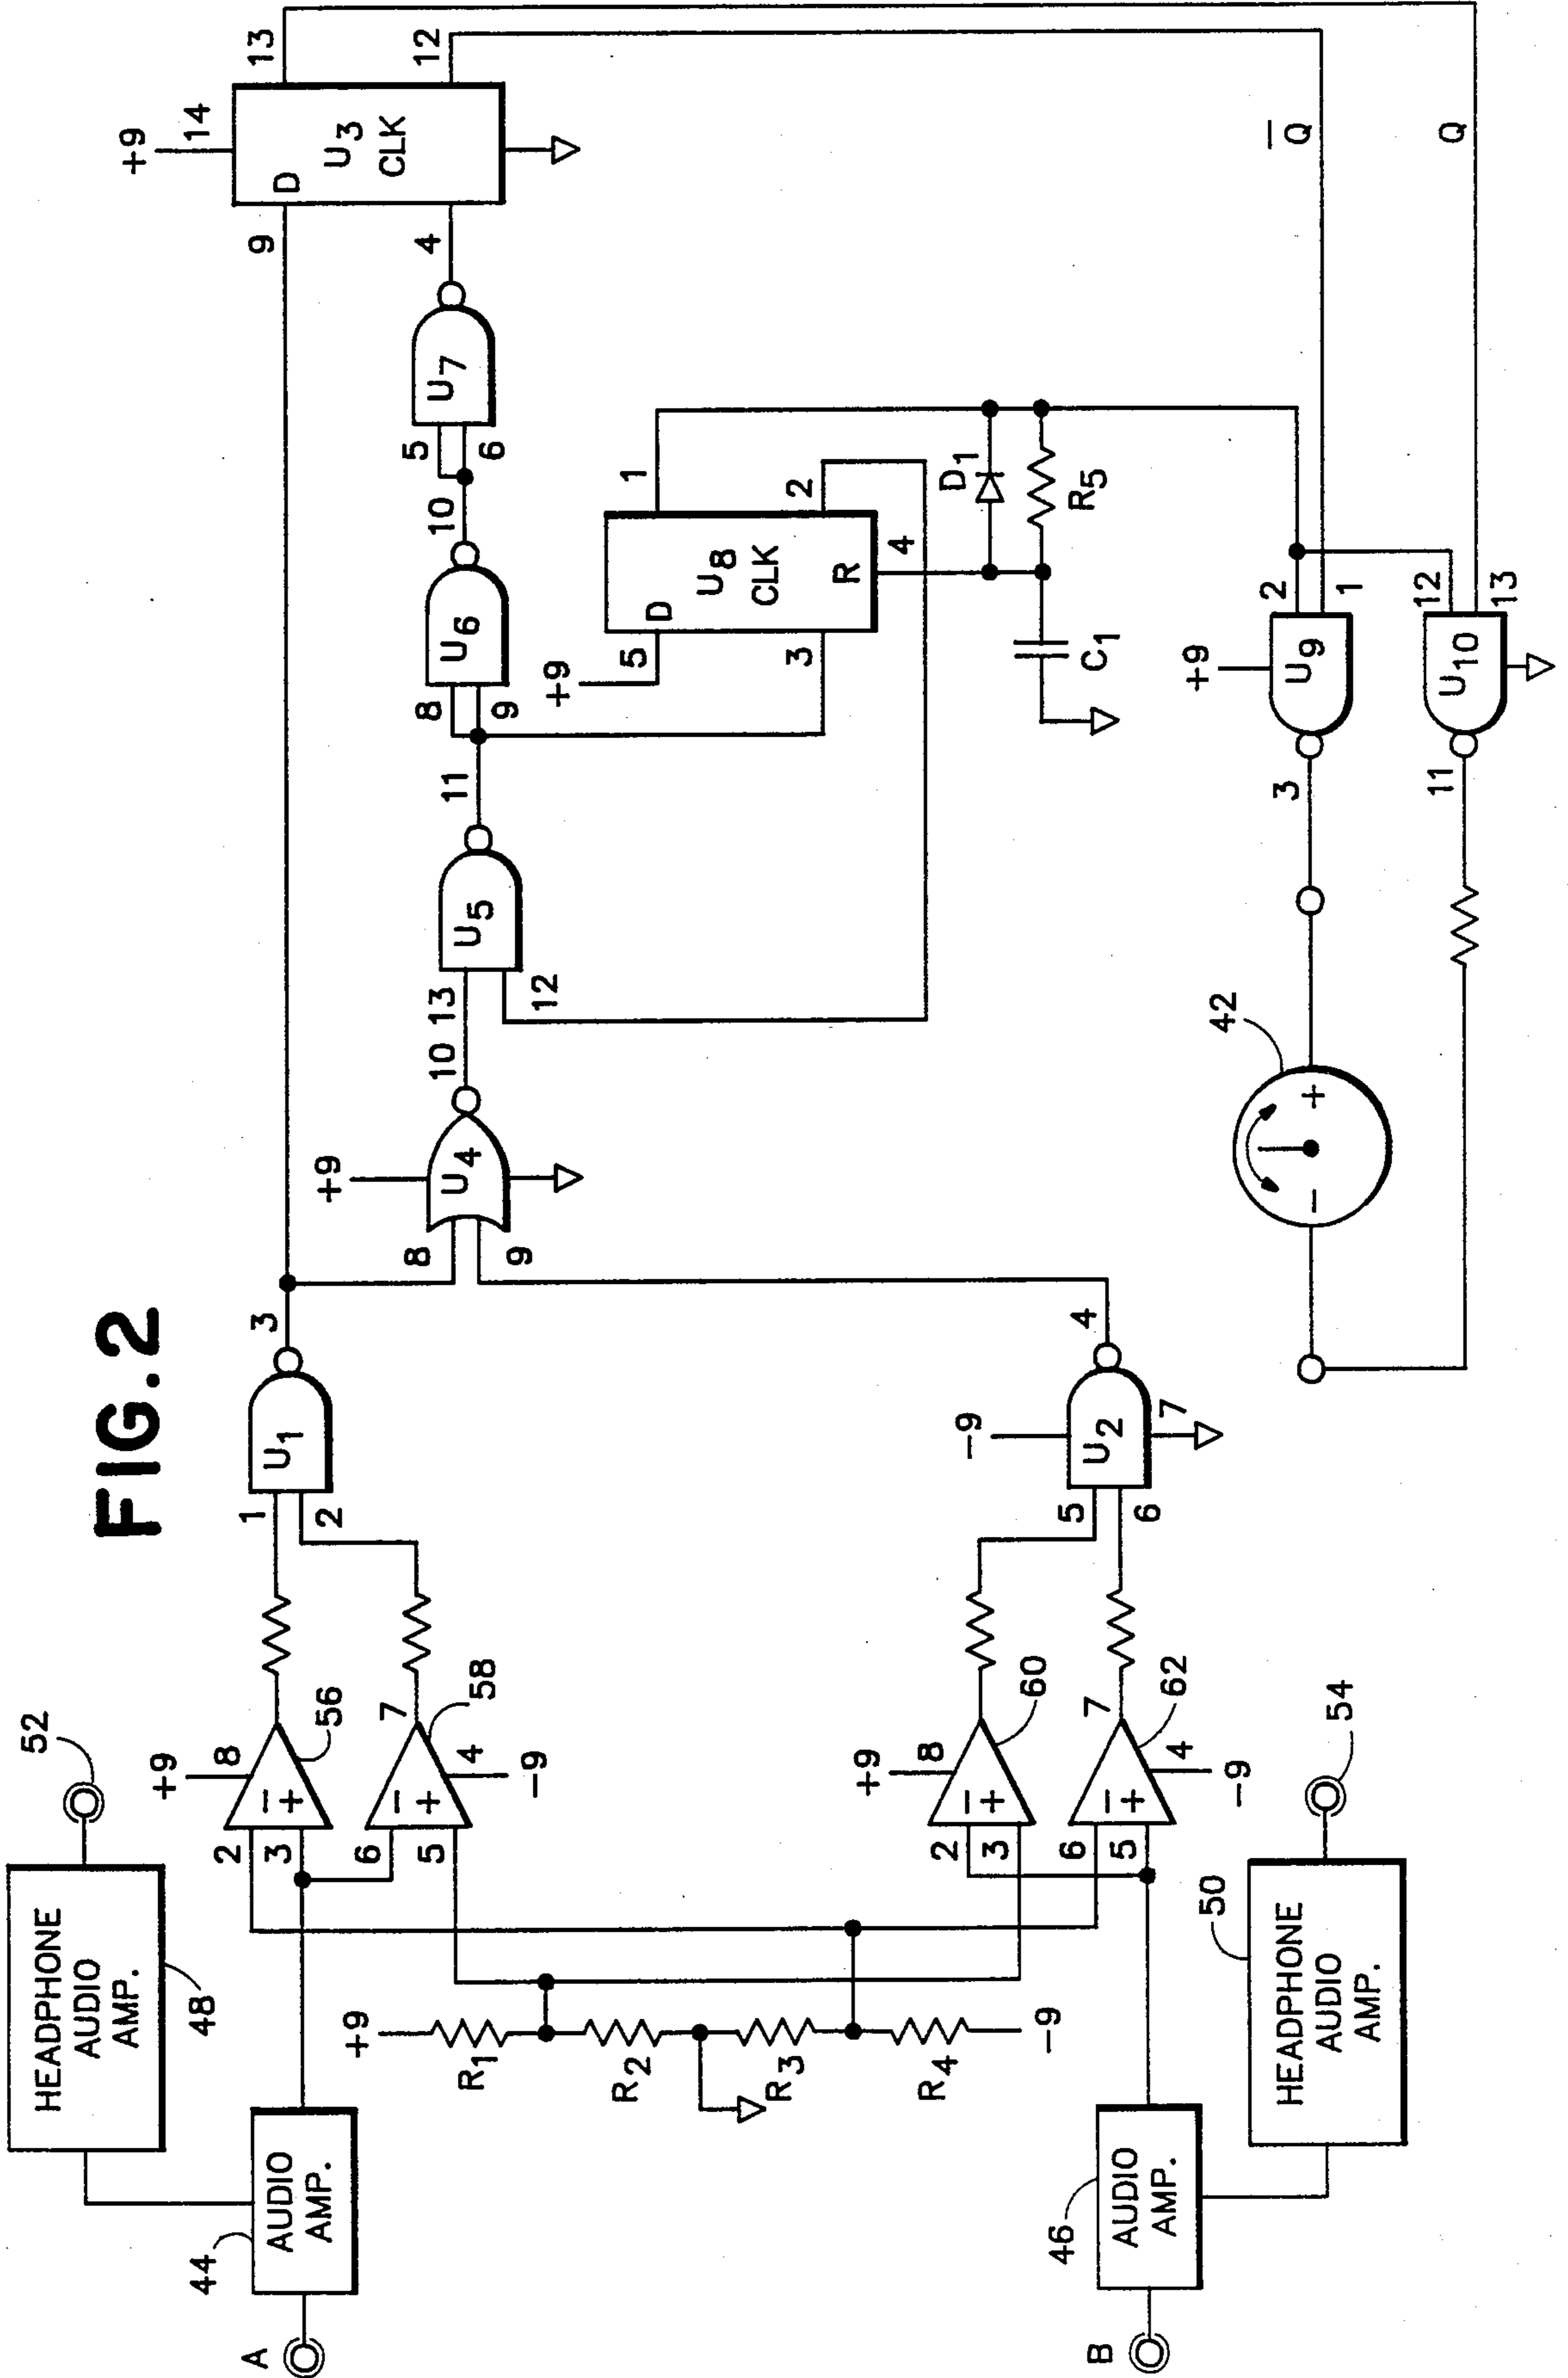 FIG.2
52
HEADPHONE
AUDIO
AMP.
48
44
AUDIO
AMP.
A
+9
8
2
3
56
6
5
7
58
4
-9
1
2
U1
3
+9
R1
R2
R3
R4
-9
+9
8
2
3
60
6
5
7
62
4
-9
5
6
-9
U2
7
4
46
AUDIO
AMP.
B
50
HEADPHONE
AUDIO
AMP.
54
+9
8
9
U4
10
13
12
U5
11
8
9
U6
10
5
6
U7
4
9
+9
14
D
U3
CLK
13
12
+9
5
D
U8
CLK
R
3
1
2
4
D1
R5
C1
Q
Q
+9
2
1
U9
3
12
13
U10
11
42
-
+